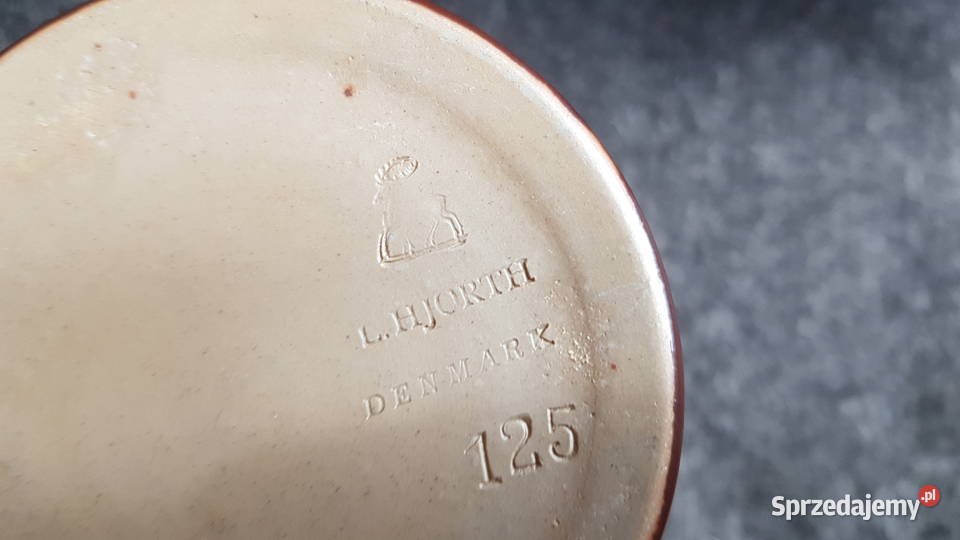 L. HJORTH
DENMARK
125
Sprzedajemy.pl